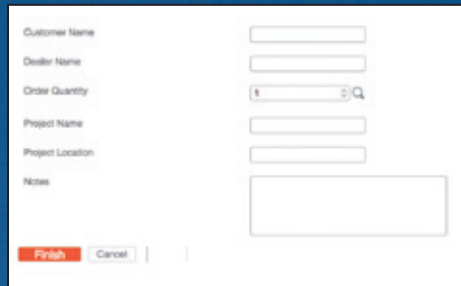 Customer Name
Dealer Name
Order Quantity 1
Project Name
Project Location
Notes
Finish Cancel